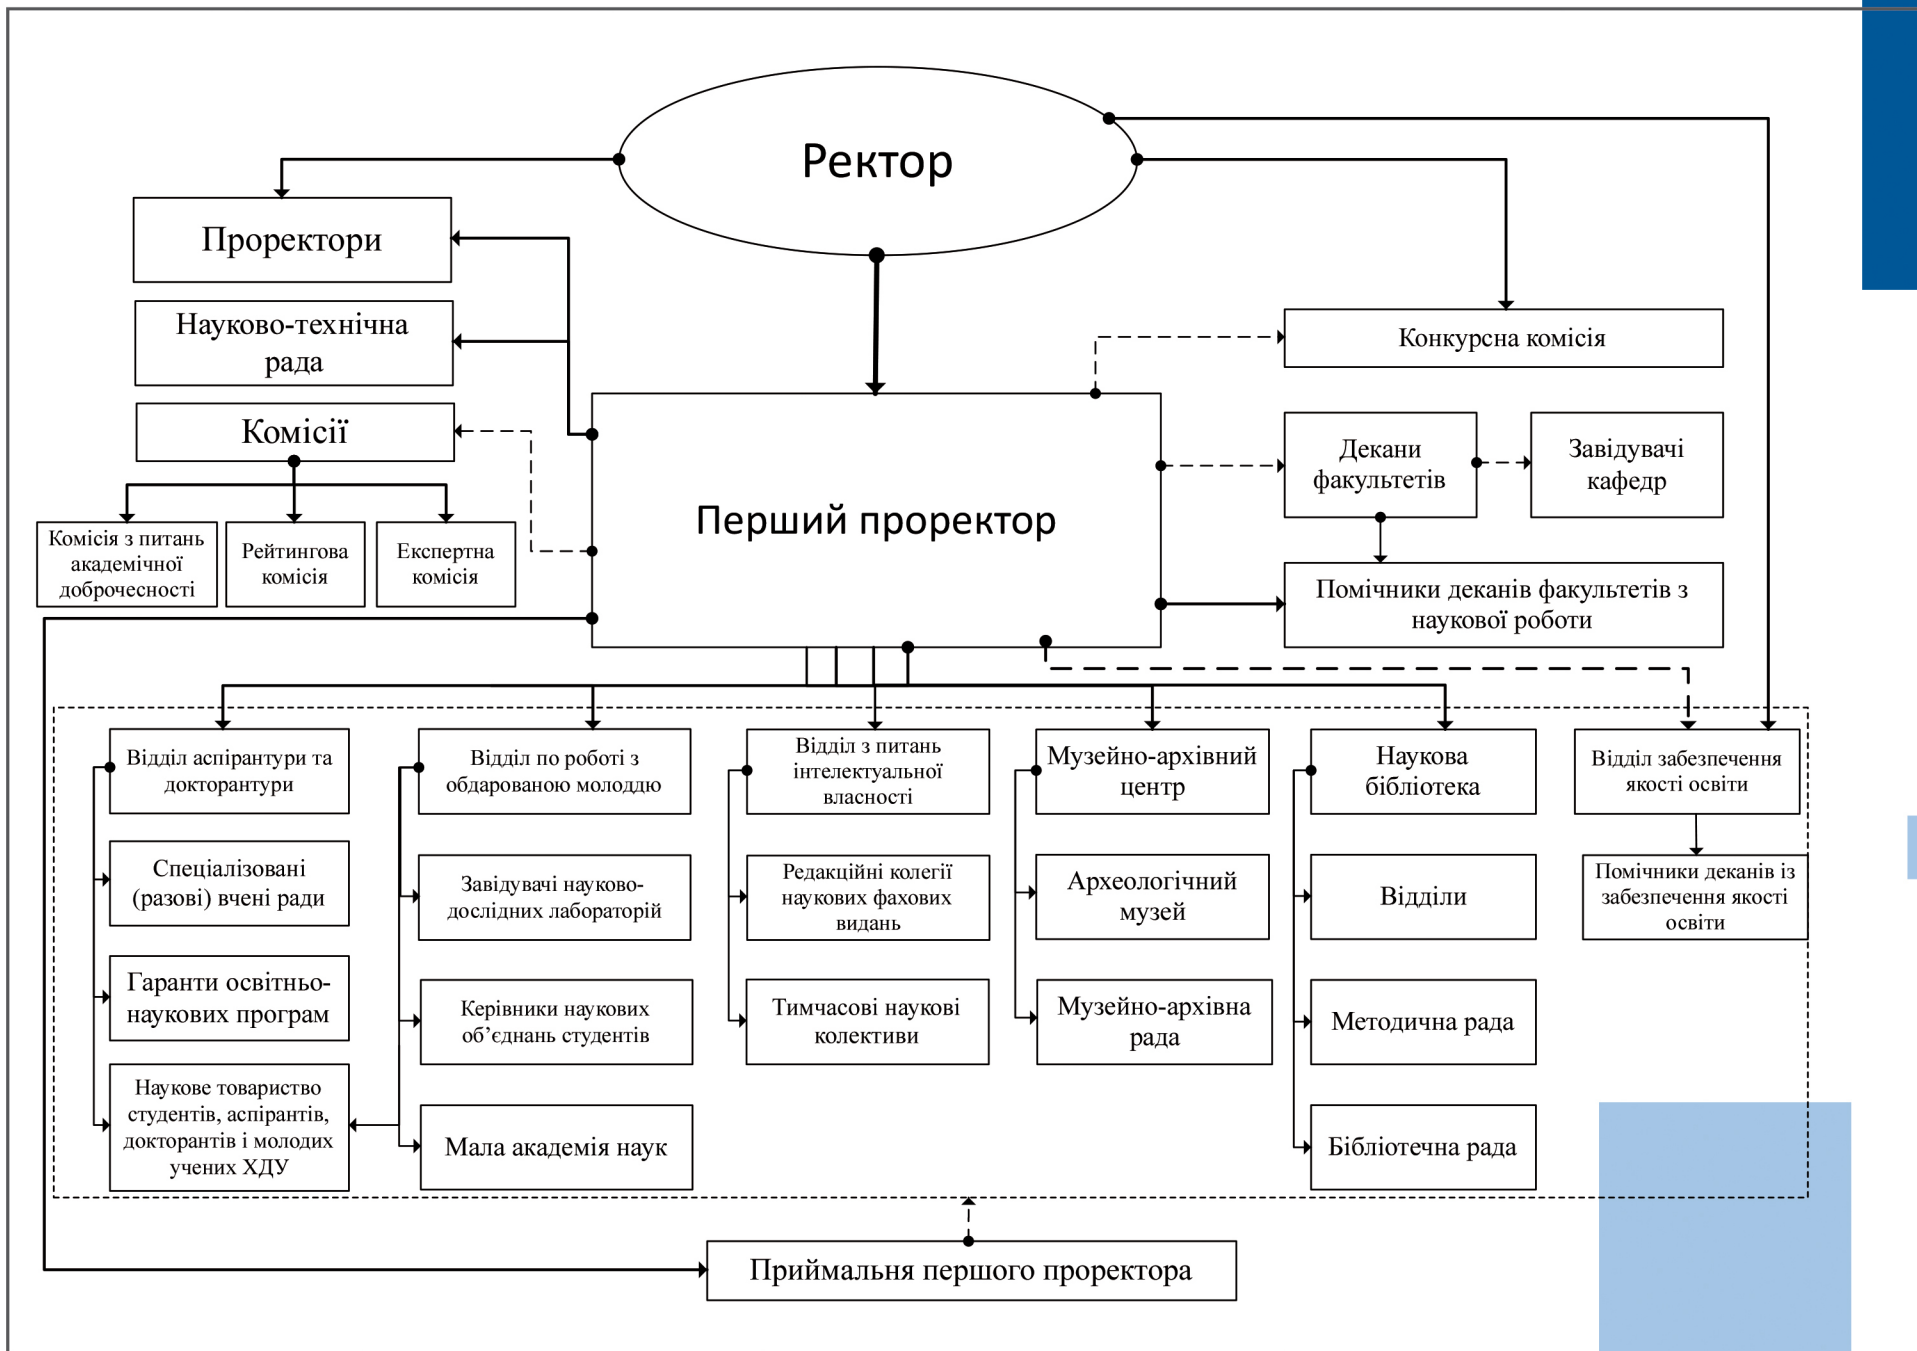 Ректор
Проректори
Науково-технічна
рада
Конкурсна комісія
Комісії
Декани
факультетів
Завідувачі
кафедр
Перший проректор
Комісія з питань
академічної
доброчесності
Рейтингова
комісія
Експертна
комісія
Помічники деканів факультетів з
наукової роботи
Відділ аспірантури та
докторантури
Відділ по роботі з
обдарованою молоддю
Відділ з питань
інтелектуальної
власності
Музейно-архівний
центр
Наукова
бібліотека
Відділ забезпечення
якості освіти
Спеціалізовані
(разові) вчені ради
Завідувачі науково-
дослідних лабораторій
Редакційні колегії
наукових фахових
видань
Археологічний
музей
Відділи
Помічники деканів із
забезпечення якості
освіти
Гаранти освітньо-
наукових програм
Керівники наукових
об’єднань студентів
Тимчасові наукові
колективи
Музейно-архівна
рада
Методична рада
Наукове товариство
студентів, аспірантів,
докторантів і молодих
учених ХДУ
Мала академія наук
Бібліотечна рада
Приймальня першого проректора